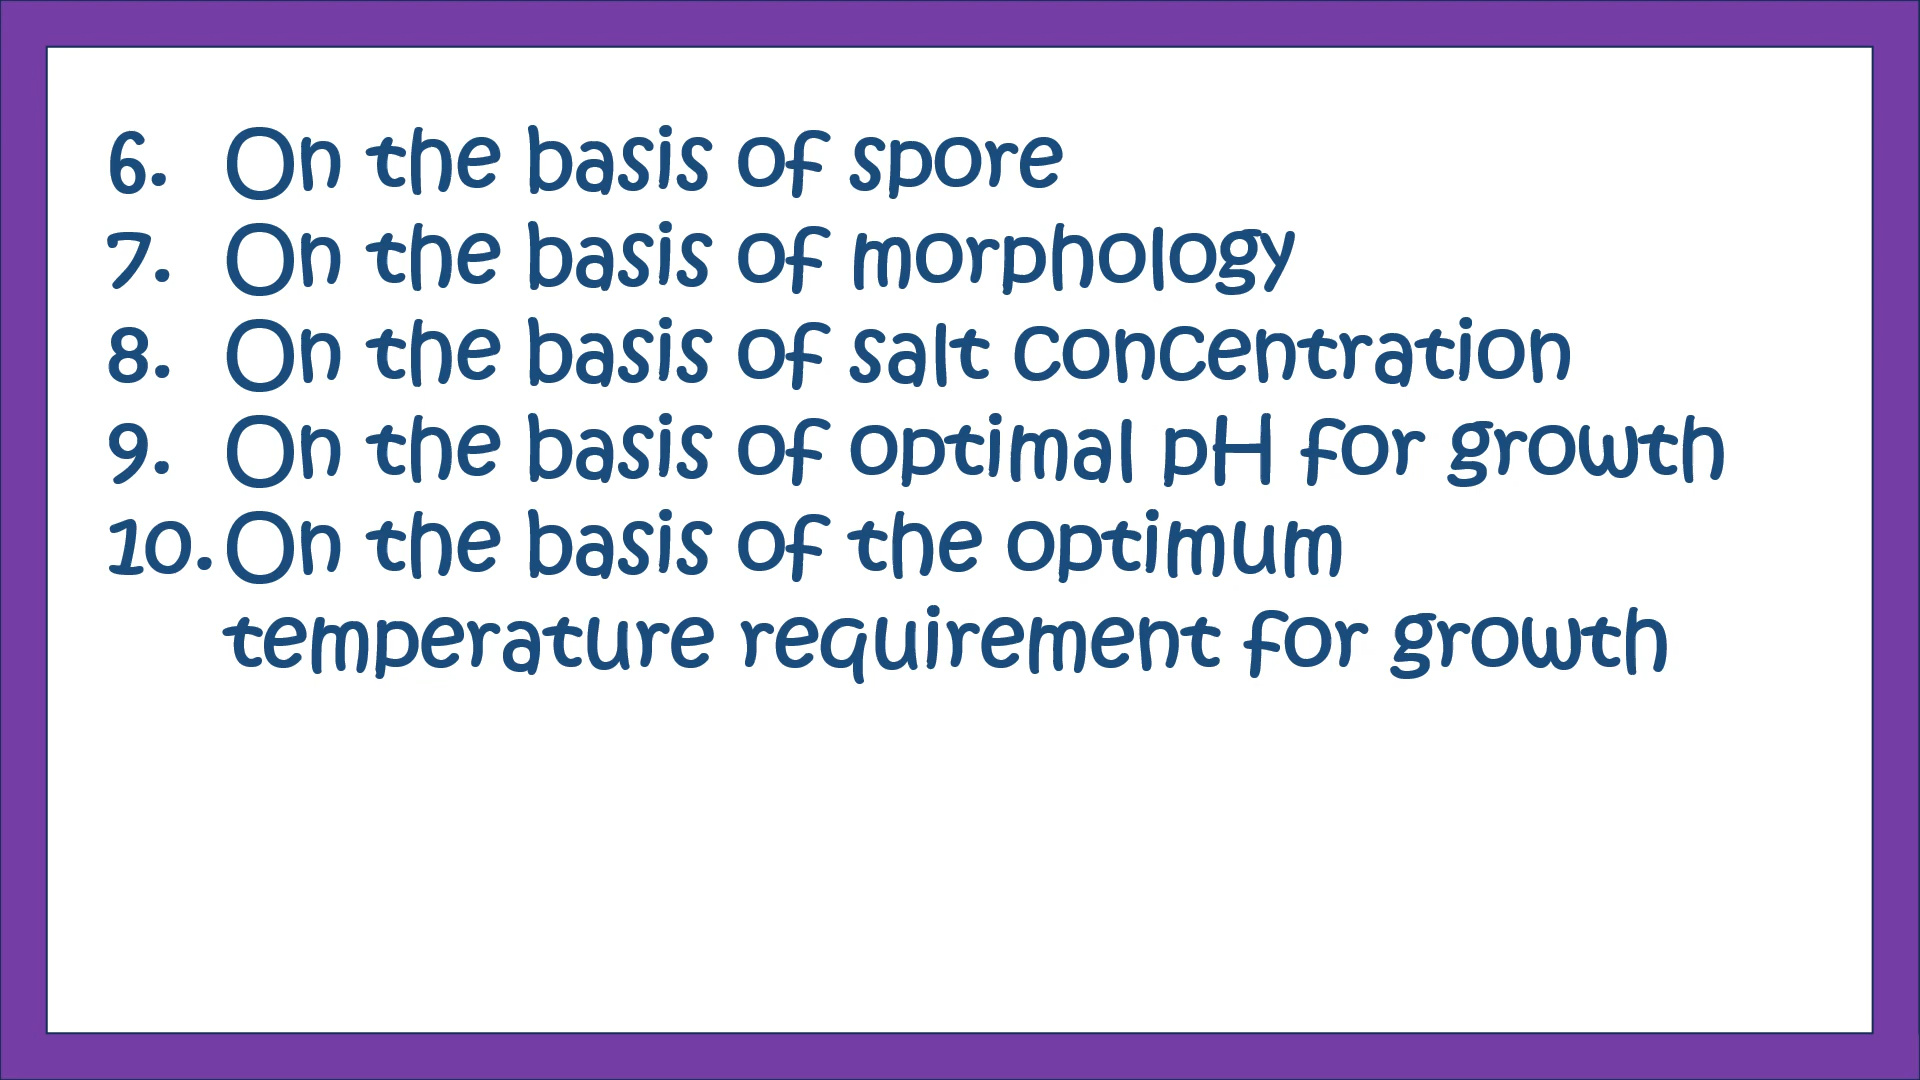 6. On the basis of spore
7. On the basis of morphology
8. On the basis of salt concentration
9. On the basis of optimal pH for growth
10. On the basis of the optimum
temperature requirement for growth